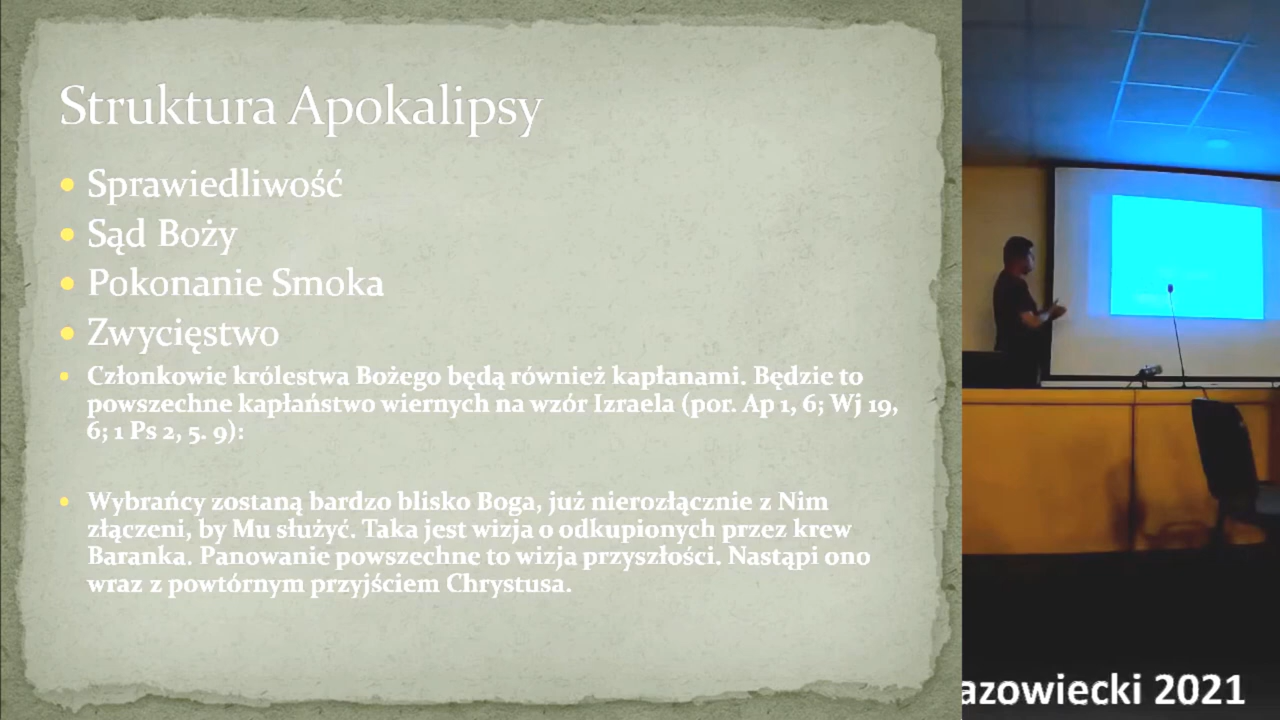 Struktura Apokalipsy
• Sprawiedliwość
• Sąd Boży
• Pokonanie Smoka
• Zwycięstwo
• Członkowie królestwa Bożego będą również kapłanami. Będzie to
powszechne kapłaństwo wiernych na wzór Izraela (por. Ap 1, 6; Wj 19,
6; 1 Ps 2, 5. 9):
• Wybrańcy zostaną bardzo blisko Boga, już nierozłącznie z Nim
złączeni, by Mu służyć. Taka jest wizja o odkupionych przez krew
Baranka. Panowanie powszechne to wizja przyszłości. Nastąpi ono
wraz z powtórnym przyjściem Chrystusa.
azowiecki 2021